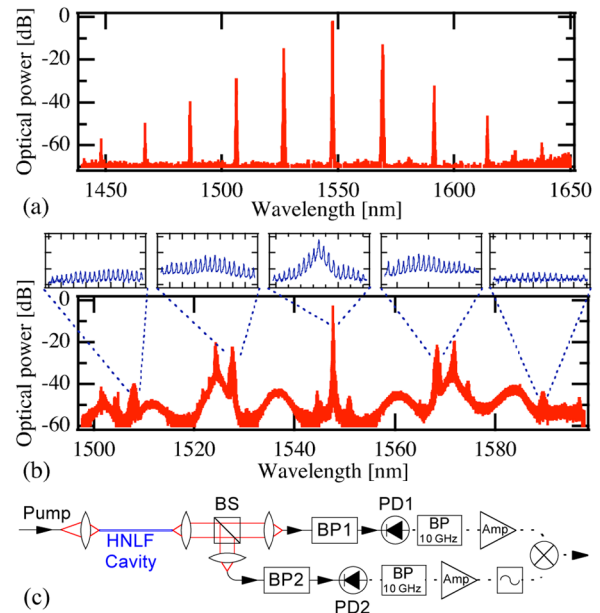 Optical power [dB]
0
-20
-40
-60
1450
1500
1550
1600
1650
(a)
Wavelength [nm]
Optical power [dB]
0
-20
-40
-60
1500
1520
1540
1560
1580
(b)
Wavelength [nm]
Pump
HNLF
Cavity
BS
BP1
PD1
BP
10 GHz
Amp
(c)
BP2
PD2
BP
10 GHz
Amp